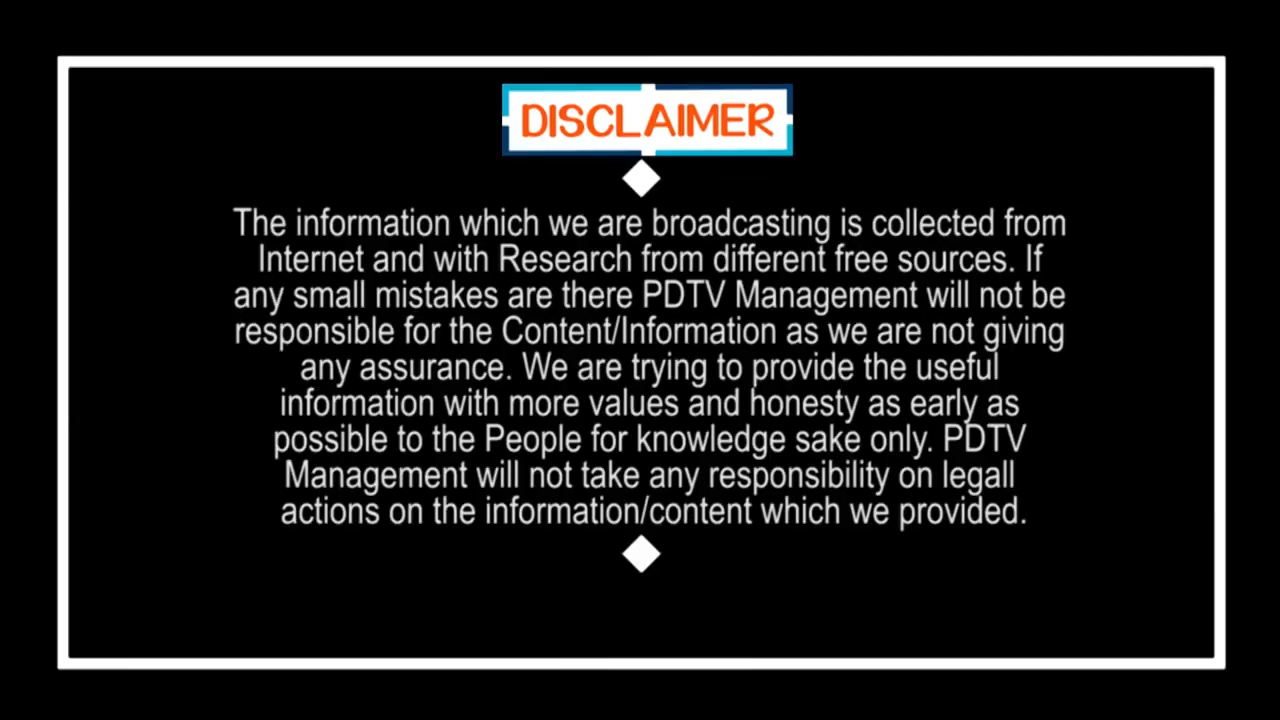 DISCLAIMER
The information which we are broadcasting is collected from
Internet and with Research from different free sources. If
any small mistakes are there PDTV Management will not be
responsible for the Content/Information as we are not giving
any assurance. We are trying to provide the useful
information with more values and honesty as early as
possible to the People for knowledge sake only. PDTV
Management will not take any responsibility on legall
actions on the information/content which we provided.